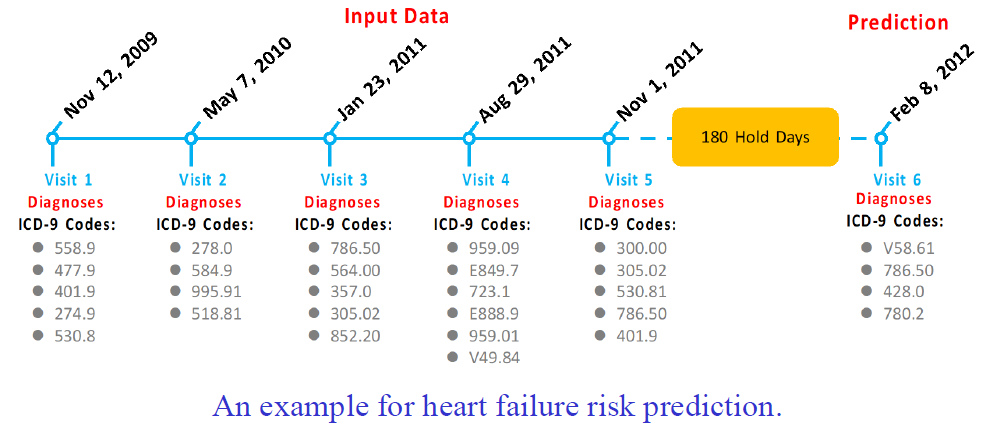 Input Data
Prediction
Nov 12, 2009
May 7, 2010
Jan 23, 2011
Aug 29, 2011
Nov 1, 2011
Feb 8, 2012
180 Hold Days
Visit 1
Diagnoses
ICD-9 Codes:
558.9
477.9
401.9
274.9
530.8
Visit 2
Diagnoses
ICD-9 Codes:
278.0
584.9
995.91
518.81
Visit 3
Diagnoses
ICD-9 Codes:
786.50
564.00
357.0
305.02
852.20
Visit 4
Diagnoses
ICD-9 Codes:
959.09
E849.7
723.1
E888.9
959.01
V49.84
Visit 5
Diagnoses
ICD-9 Codes:
300.00
305.02
530.81
786.50
401.9
Visit 6
Diagnoses
ICD-9 Codes:
V58.61
786.50
428.0
780.2
An example for heart failure risk prediction.